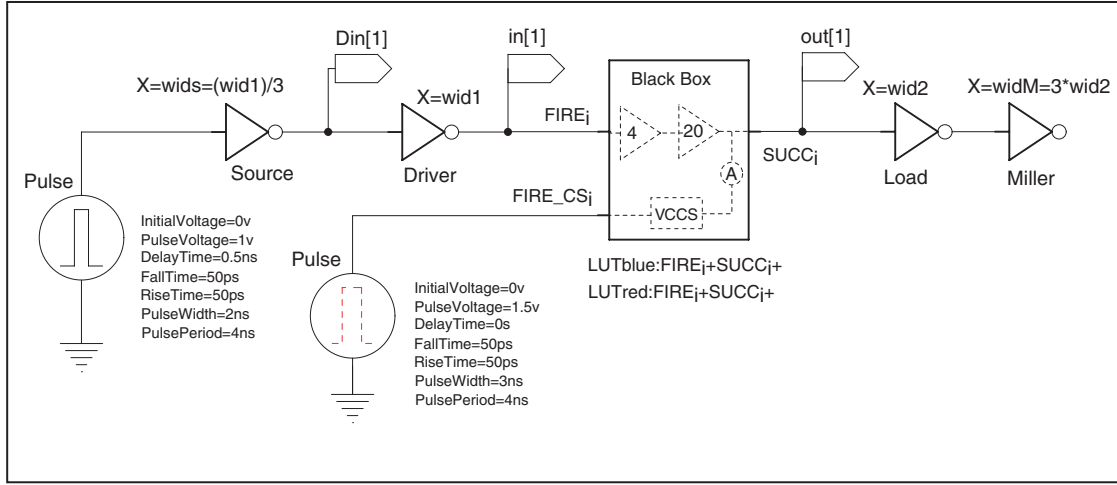 Din[1]
in[1]
out[1]
X=wids=(wid1)/3
X=wid1
Black Box
X=wid2
X=widM=3*wid2
FIREi
4
20
SUCCi
Source
Driver
Load
Miller
A
FIRE_CSi
VCCS
Pulse
InitialVoltage=0v
PulseVoltage=1v
DelayTime=0.5ns
FallTime=50ps
RiseTime=50ps
PulseWidth=2ns
PulsePeriod=4ns
Pulse
InitialVoltage=0v
PulseVoltage=1.5v
DelayTime=0s
FallTime=50ps
RiseTime=50ps
PulseWidth=3ns
PulsePeriod=4ns
LUTblue:FIREi+SUCCi+
LUTred:FIREi+SUCCi+